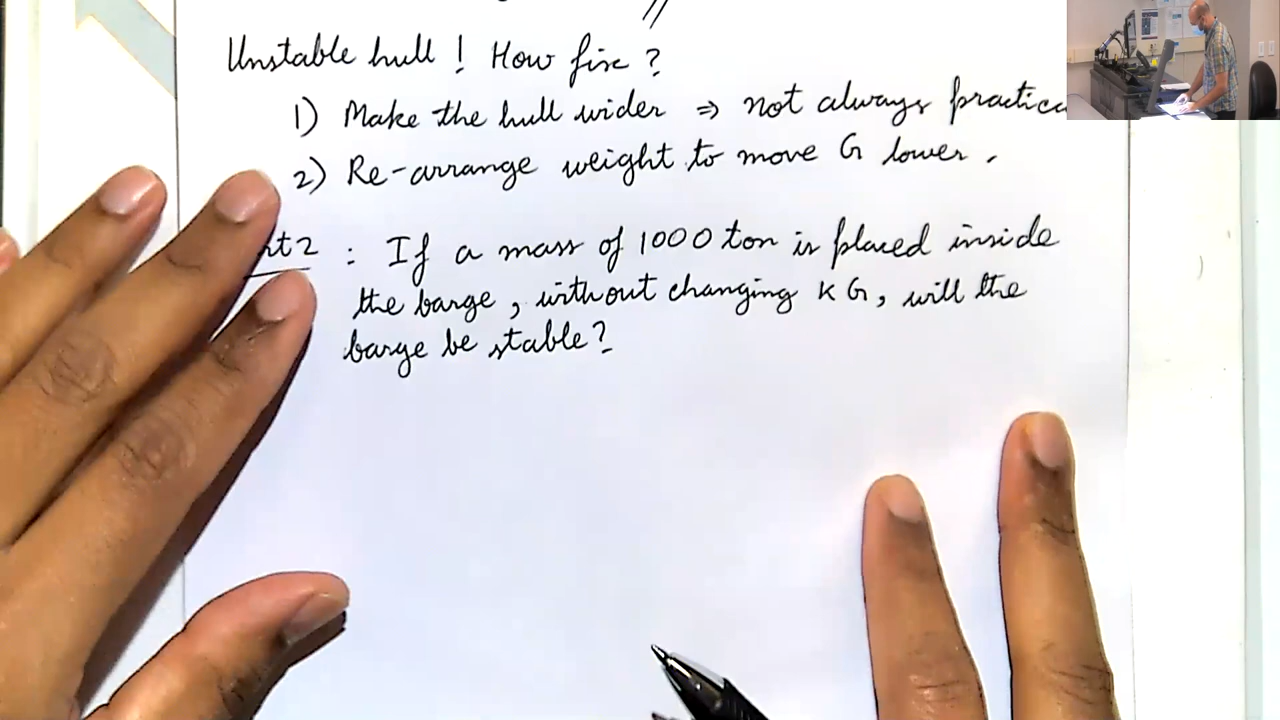 Unstable hull ! How fix ?
1) Make the hull wider ⇒ not always
2) Re-arrange weight to move G lower .
: If a mass of 1000 ton is placed inside
the barge , without changing KG , will the
barge be stable ?